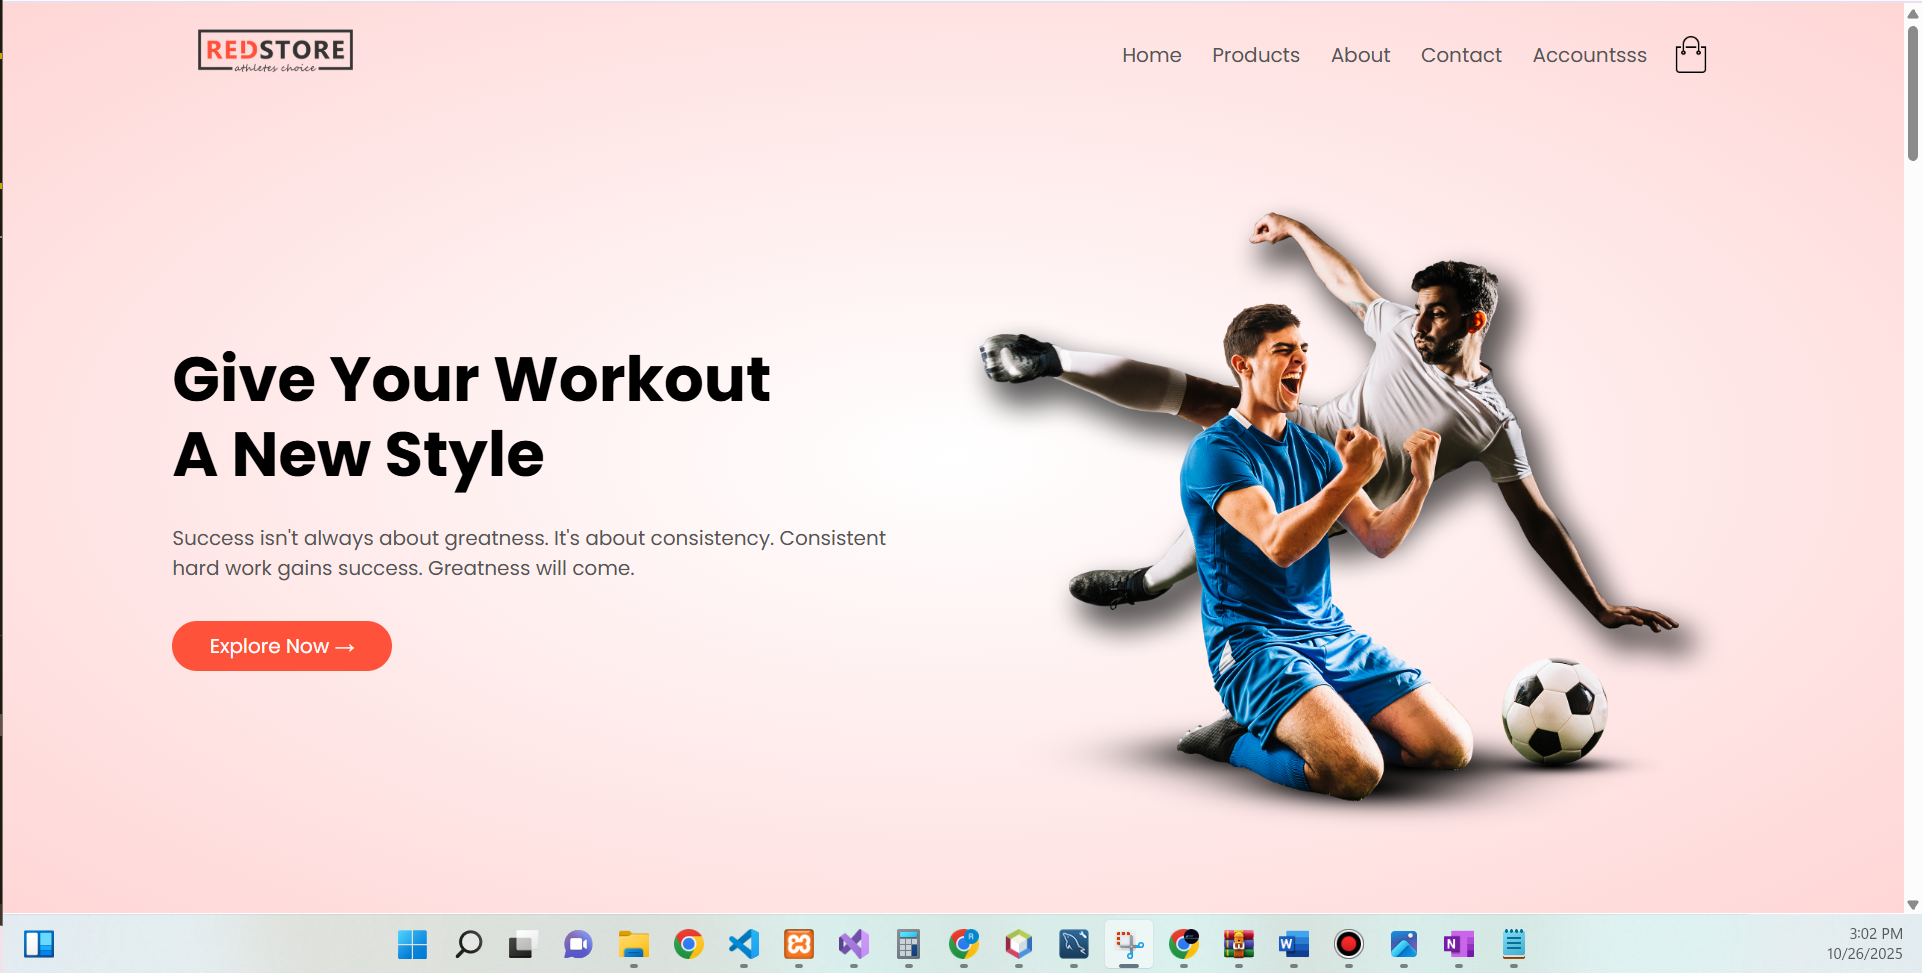 REDSTORE
athletes choice
Home Products About Contact Accountsss
Give Your Workout
A New Style
Success isn't always about greatness. It's about consistency. Consistent
hard work gains success. Greatness will come.
Explore Now →
3:02 PM
10/26/2025